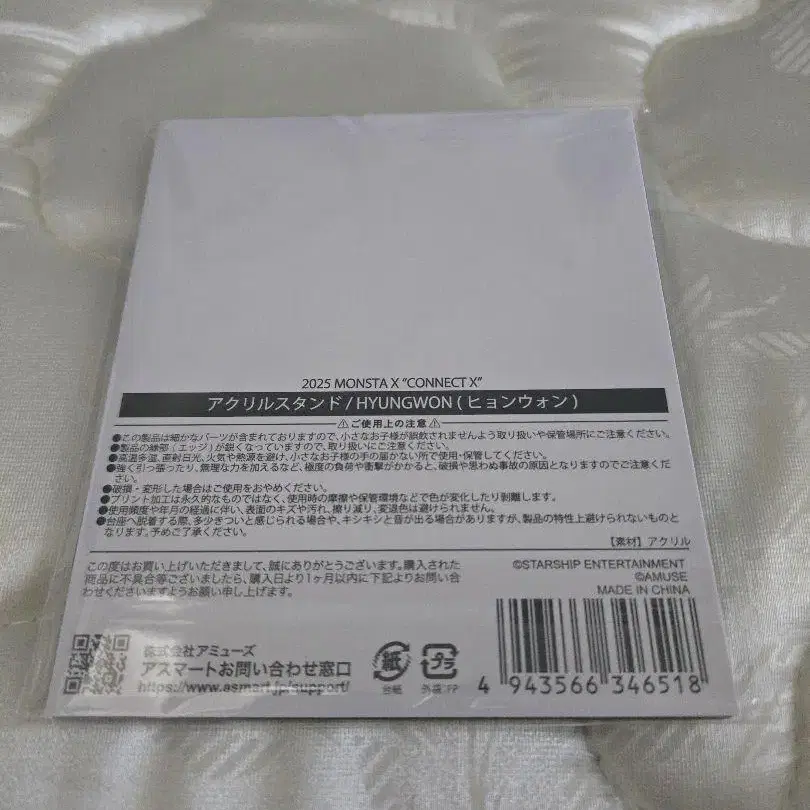 2025 MONSTA X “CONNECT X”
アクリルスタンド / HYUNGWON ( ヒョンウォン )
⚠ご使用上の注意⚠
●この製品は細かなパーツが含まれておりますので、小さなお子様が誤飲されませんよう取り扱いや保管場所にご注意ください。
●製品の縁部（エッジ）が鋭くなっていますので、取り扱いにご注意ください。
●高温多湿、直射日光、火気や熱源を避け、小さなお子様の手の届かない所で使用・保管してください。
●強く引っ張ったり、無理な力を加えるなど、極度の負荷や衝撃がかかると、破損や思わぬ事故の原因となりますのでご注意くだ
さい。
●破損・変形した場合はご使用をおやめください。
●プリント加工は永久的なものではなく、使用時の摩擦や保管環境などで色が変化したり剥離します。
●使用頻度や年月の経過に伴い、表面のキズや汚れ、擦り減り、変退色は避けられません。
●台座へ脱着する際、多少きついと感じられる場合や、キシキシと音が出る場合がありますが、製品の特性上避けられないものと
なります。予めご了承ください。
【素材】アクリル
この度はお買い上げいただきまして、誠にありがとうございます。購入された
商品に不具合等ございましたら、購入日より1ヶ月以内に下記よりお問い合
わせくださいますようお願い申し上げます。
©STARSHIP ENTERTAINMENT
©AMUSE
MADE IN CHINA
株式会社アミューズ
アスマートお問い合わせ窓口
https://www.asmart.jp/support/
紙
台紙
プラ
外袋:PP
4 943566 346518